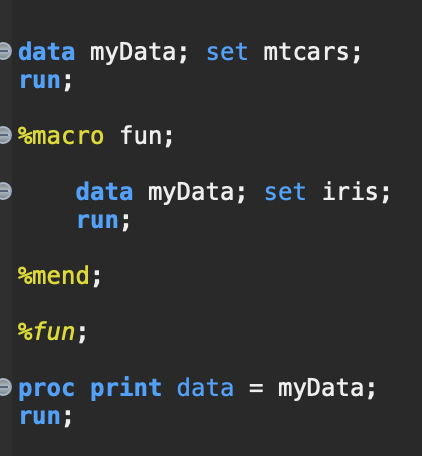 data myData; set mtcars;
run;
%macro fun;
data myData; set iris;
run;
%mend;
%fun;
proc print data = myData;
run;